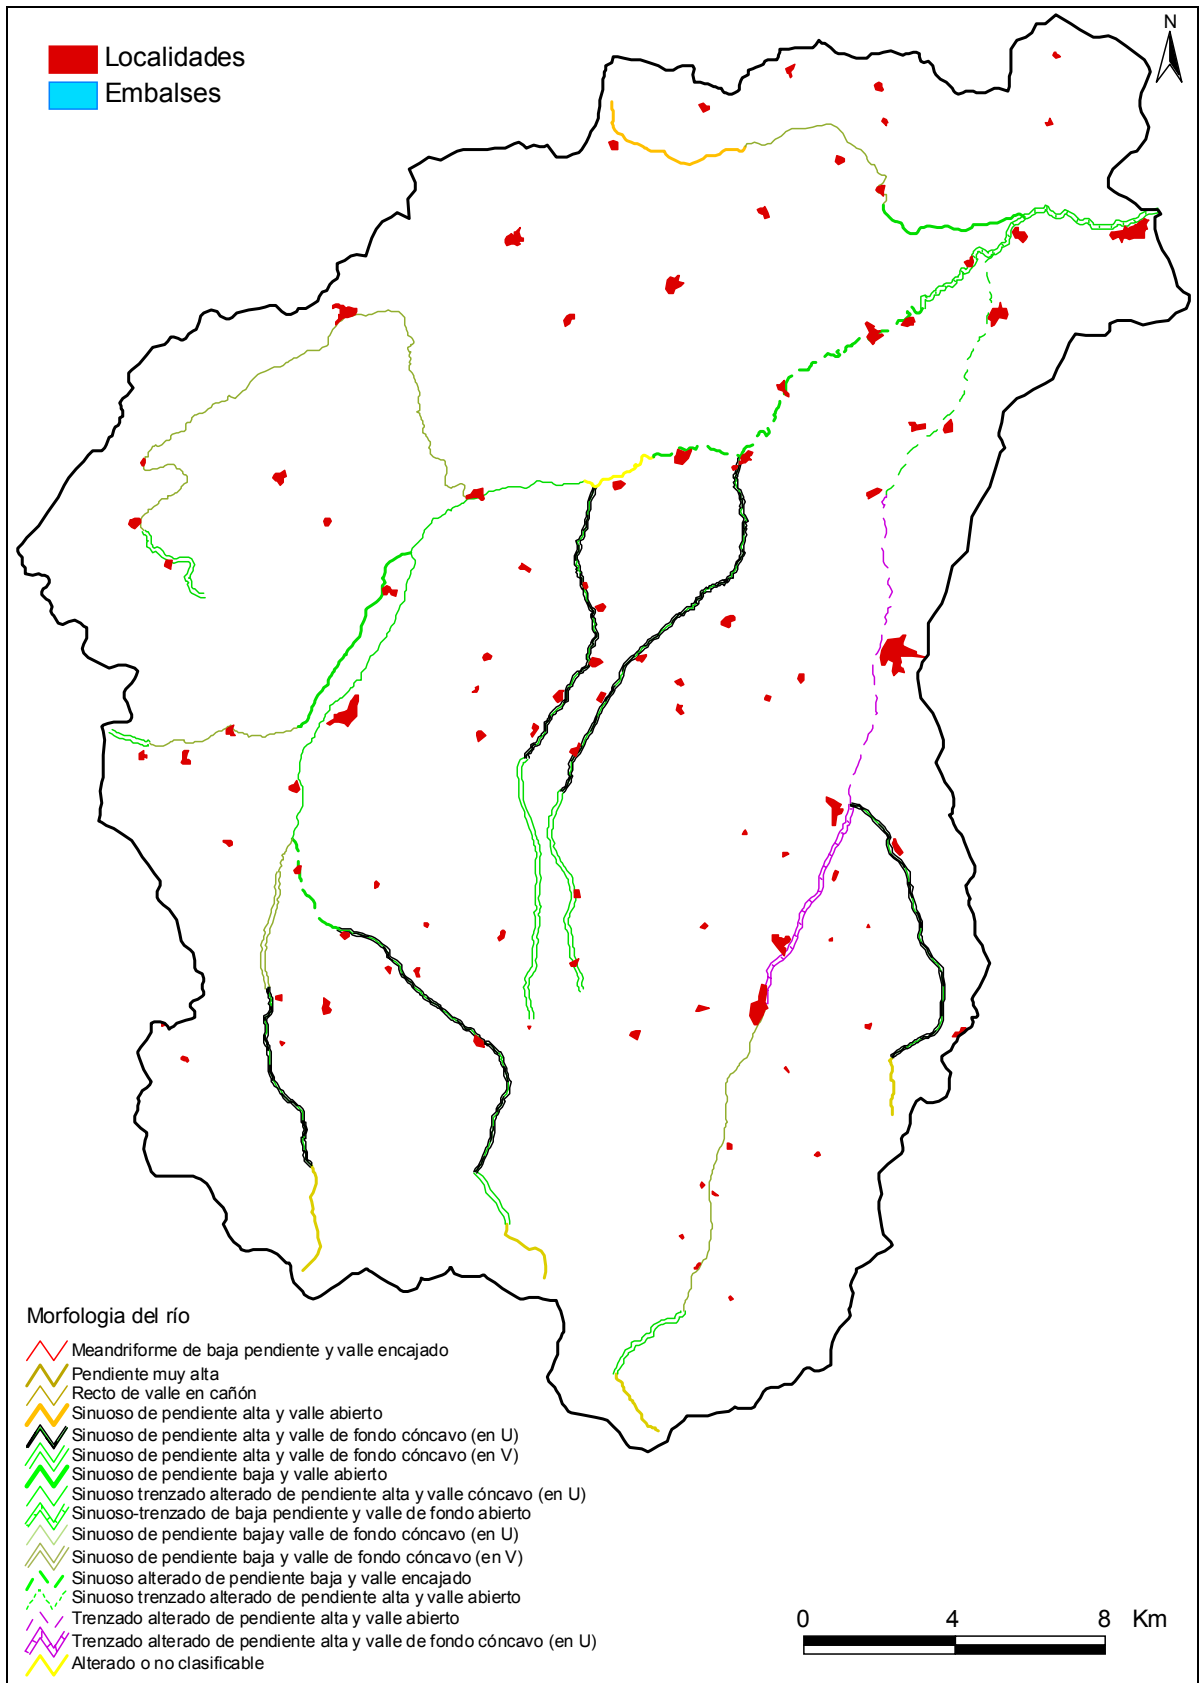 N
Localidades
Embalses
Morfologia del río
Meandriforme de baja pendiente y valle encajado
Pendiente muy alta
Recto de valle en cañón
Sinuoso de pendiente alta y valle abierto
Sinuoso de pendiente alta y valle de fondo cóncavo (en U)
Sinuoso de pendiente alta y valle de fondo cóncavo (en V)
Sinuoso de pendiente baja y valle abierto
Sinuoso trenzado alterado de pendiente alta y valle cóncavo (en U)
Sinuoso-trenzado de baja pendiente y valle de fondo abierto
Sinuoso de pendiente bajay valle de fondo cóncavo (en U)
Sinuoso de pendiente baja y valle de fondo cóncavo (en V)
Sinuoso alterado de pendiente baja y valle encajado
Sinuoso trenzado alterado de pendiente alta y valle abierto
Trenzado alterado de pendiente alta y valle abierto
Trenzado alterado de pendiente alta y valle de fondo cóncavo (en U)
Alterado o no clasificable
0 4 8 Km